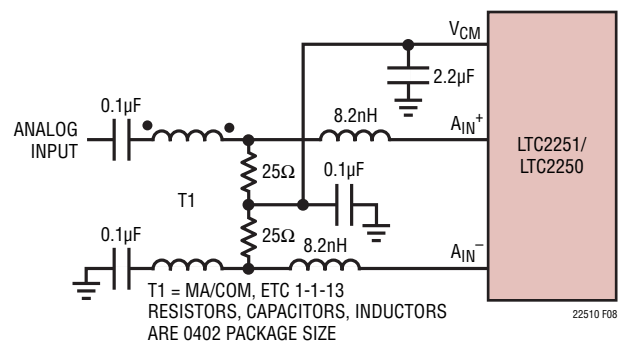 VCM
2.2µF
0.1µF
8.2nH
AIN+
ANALOG
INPUT
LTC2251/
LTC2250
25Ω
0.1µF
T1
0.1µF
25Ω
8.2nH
AIN–
T1 = MA/COM, ETC 1-1-13
RESISTORS, CAPACITORS, INDUCTORS
ARE 0402 PACKAGE SIZE
22510 F08